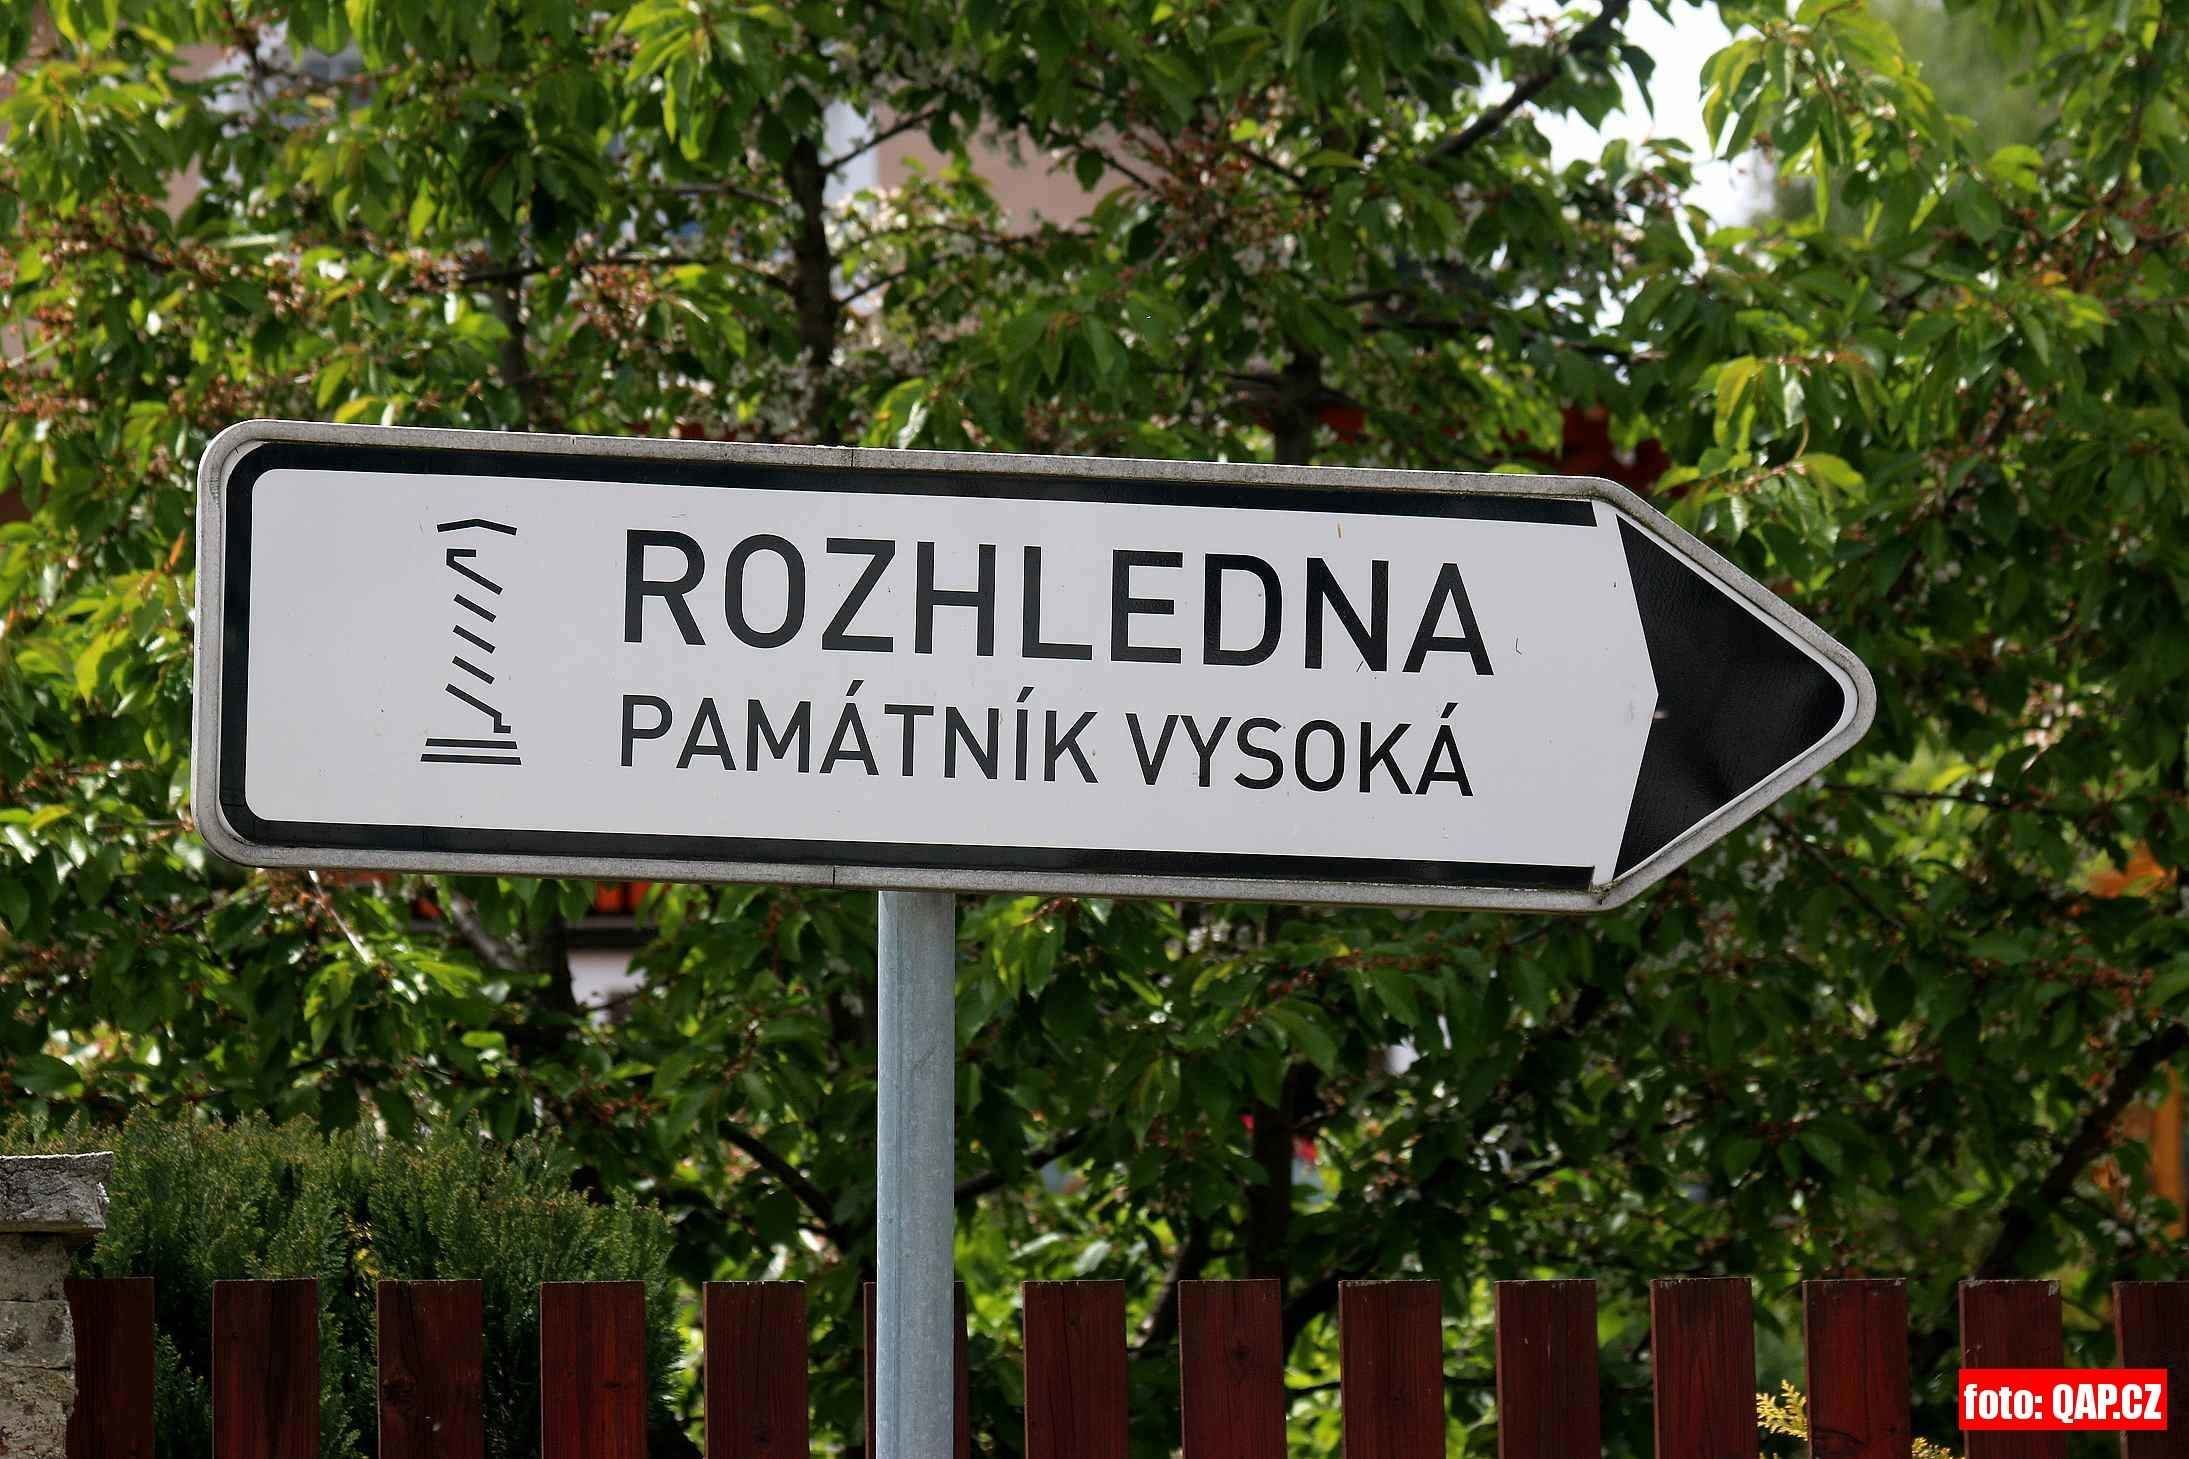 ROZHLEDNA
PAMÁTNÍK VYSOKÁ
foto: QAP.CZ